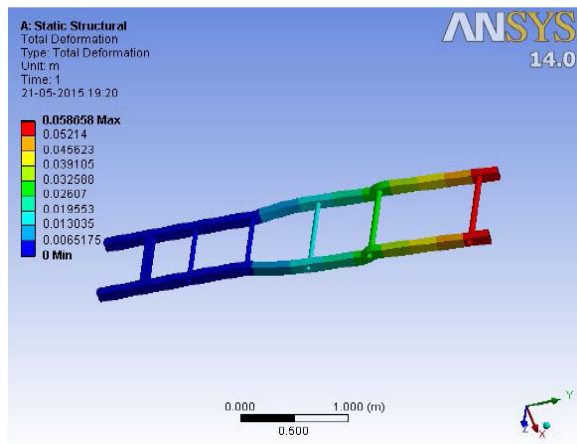 A: Static Structural
Total Deformation
Type: Total Deformation
Unit: m
Time: 1
21-05-2015 19:20
ANSYS
14.0
0.058658 Max
0.05214
0.045623
0.039105
0.032588
0.02607
0.019553
0.013035
0.0065175
0 Min
0.000
1.000 (m)
0.500
Y
Z
X